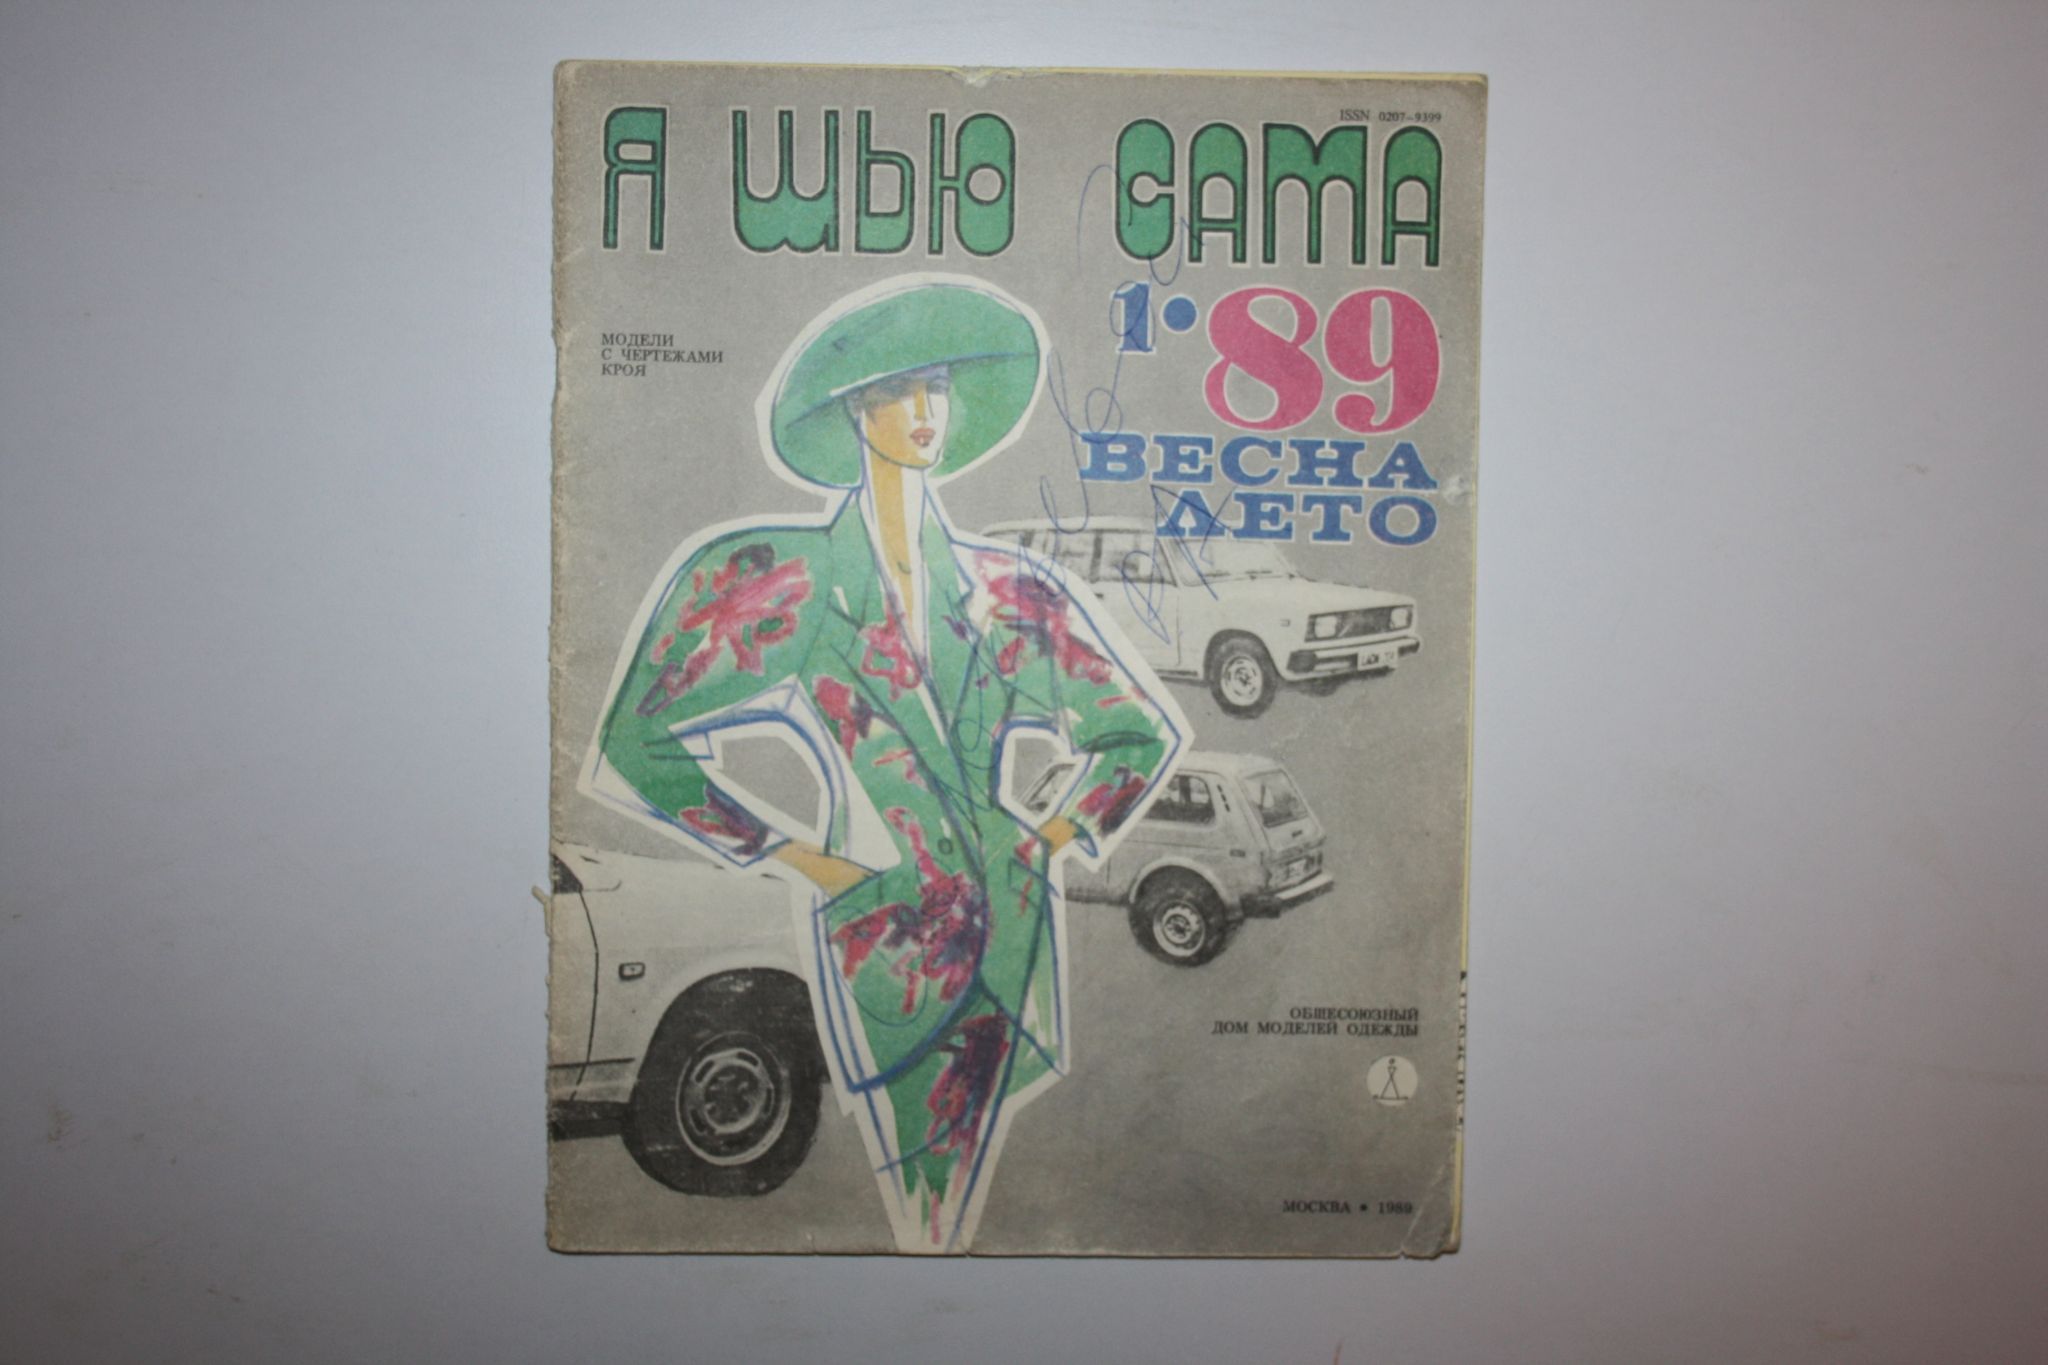 ISSN 0207-9399
Я ШЬЮ САМА
1•89
ВЕСНА
ЛЕТО
МОДЕЛИ
С ЧЕРТЕЖАМИ
КРОЯ
ОБЩЕСОЮЗНЫЙ
ДОМ МОДЕЛЕЙ ОДЕЖДЫ
МОСКВА • 1989